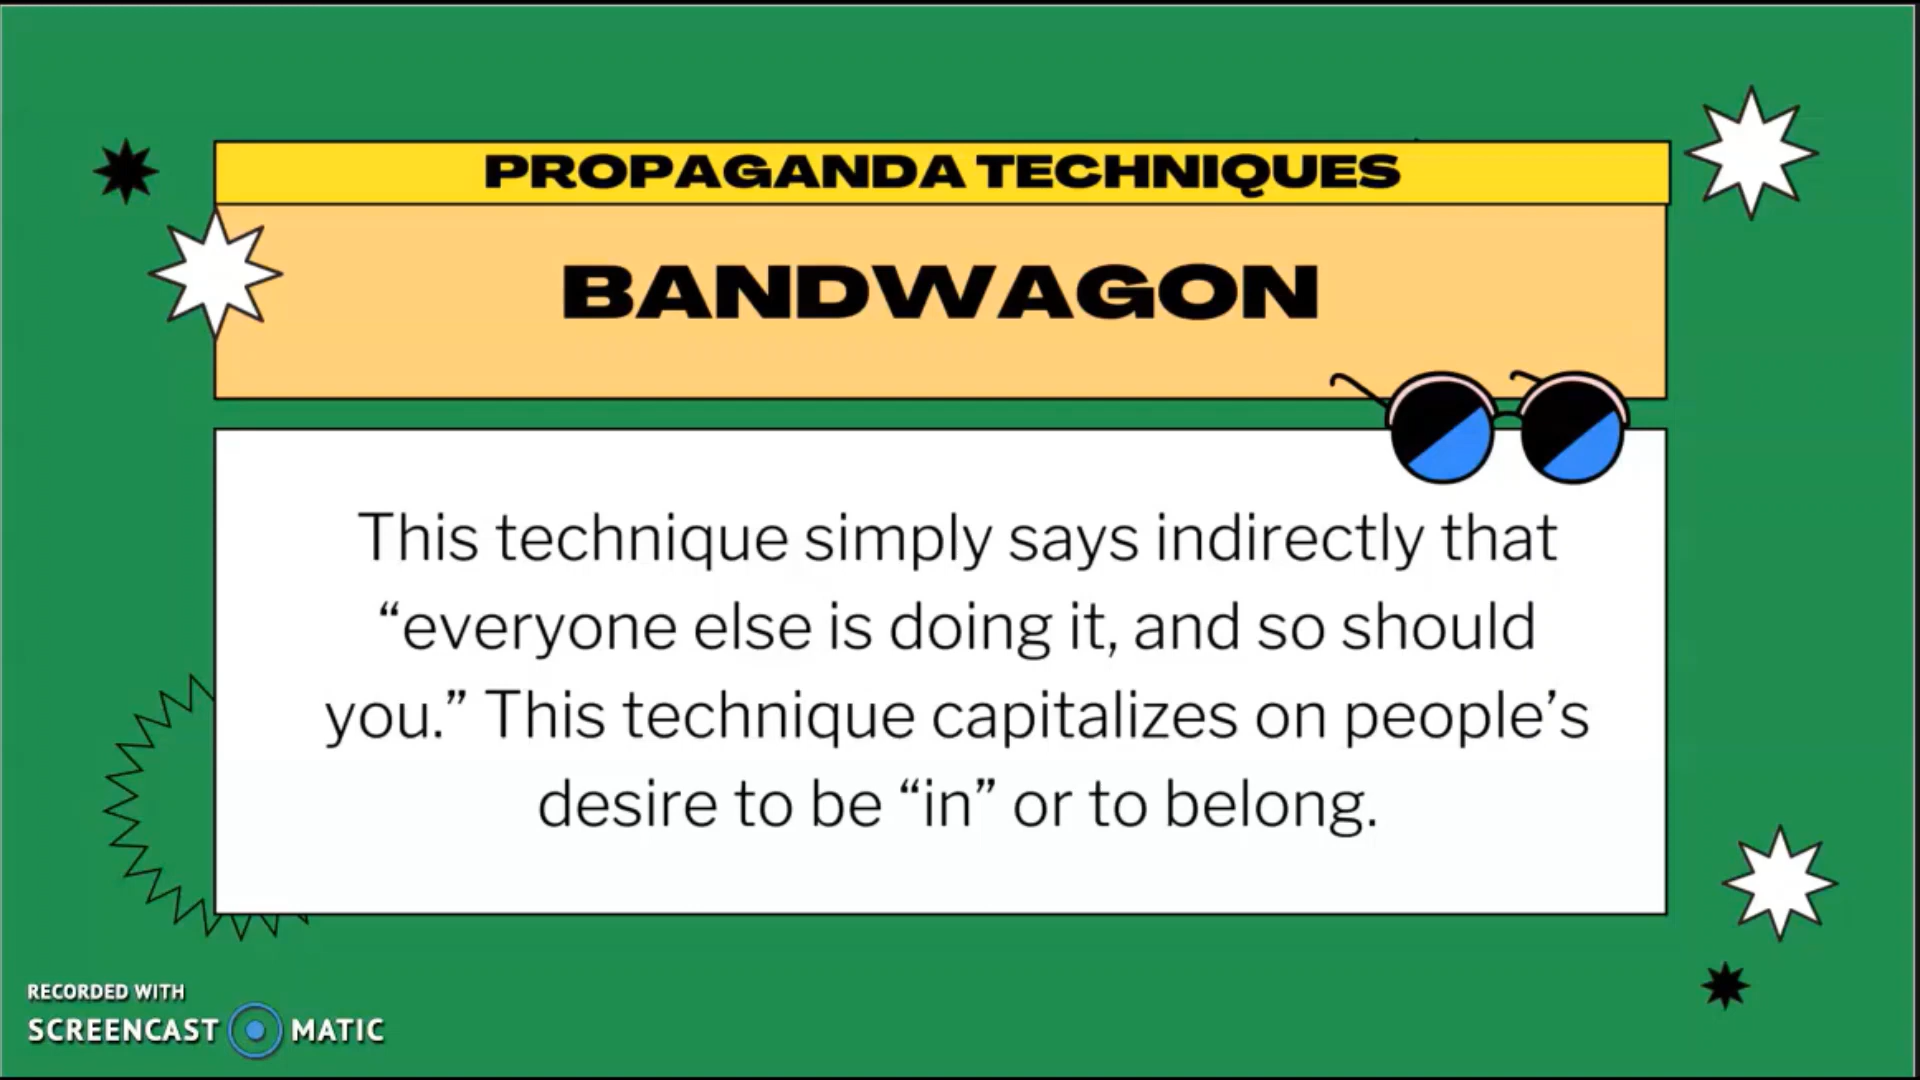 PROPAGANDA TECHNIQUES
BANDWAGON
This technique simply says indirectly that
“everyone else is doing it, and so should
you.” This technique capitalizes on people’s
desire to be “in” or to belong.
RECORDED WITH
SCREENCAST MATIC